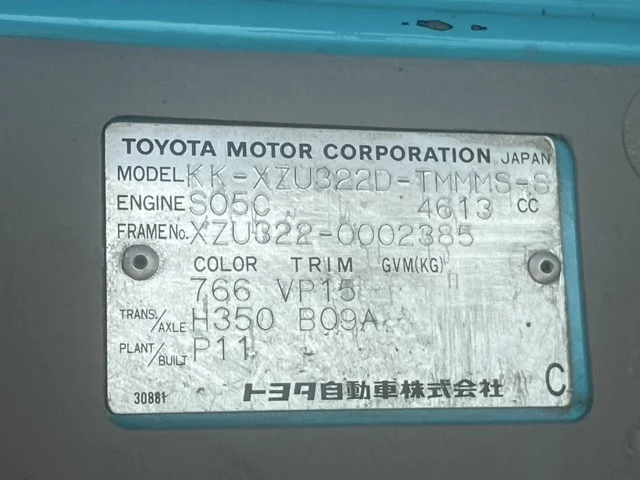 TOYOTA MOTOR CORPORATION JAPAN
MODEL KK-XZU322D-TMMMS-S
ENGINE S05C 4613 CC
FRAME No. XZU322-0002385
COLOR TRIM GVM(KG)
766 VP15
TRANS./AXLE H350 B09A
PLANT/BUILT P11
30881 トヨタ自動車株式会社 C